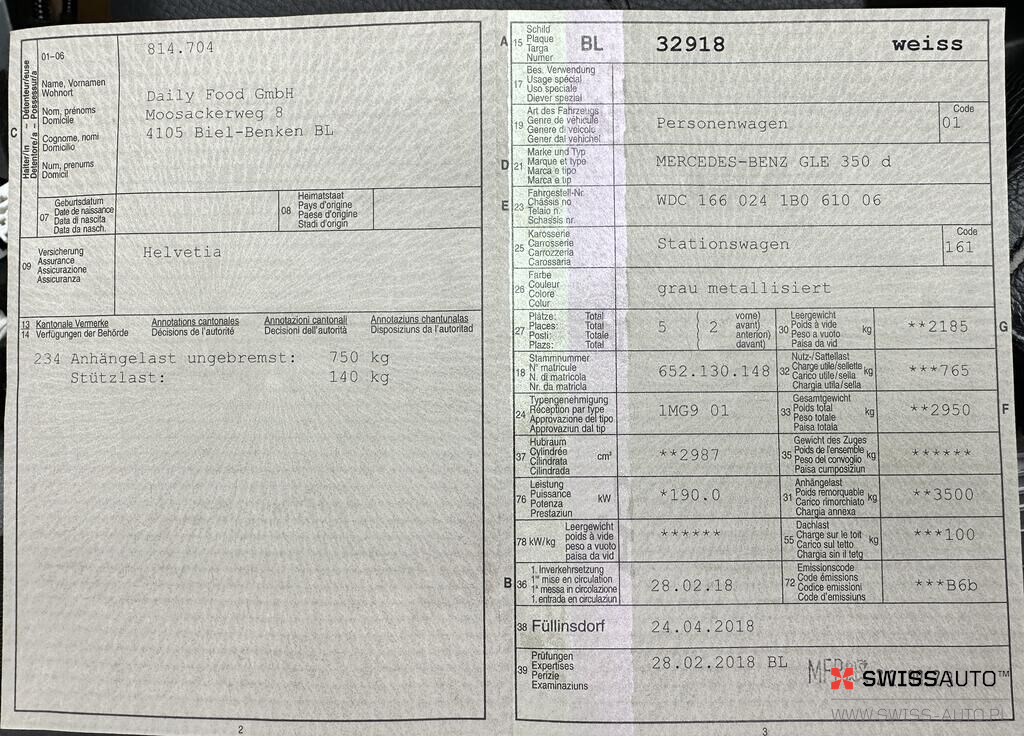 01-06
814.704
C
Halter/in – Détenteur/euse
Detentore/a – Possessur/a
Name, Vornamen
Wohnort
Nom, prénoms
Domicile
Cognome, nomi
Domicilio
Num, prenums
Domicil
Daily Food GmbH
Moosackerweg 8
4105 Biel-Benken BL
07
Geburtsdatum
Date de naissance
Data di nascita
Data da nasch.
08
Heimatstaat
Pays d'origine
Paese d'origine
Stadi d'origin
09
Versicherung
Assurance
Assicurazione
Assicuranza
Helvetia
13 Kantonale Vermerke Annotations cantonales Annotazioni cantonali Annotaziuns chantunalas
14 Verfügungen der Behörde Décisions de l'autorité Decisioni dell'autorità Disposiziuns da l'autoritad
234 Anhängelast ungebremst: 750 kg
Stützlast: 140 kg
2
A 15
Schild
Plaque
Targa
Numer
BL 32918 weiss
17
Bes. Verwendung
Usage spécial
Uso speciale
Diever spezial
19
Art des Fahrzeugs
Genre de véhicule
Genere di veicolo
Gener dal vehichel
Personenwagen
Code
01
D 21
Marke und Typ
Marque et type
Marca e tipo
Marca e tip
MERCEDES-BENZ GLE 350 d
E 23
Fahrgestell-Nr.
Châssis no
Telaio n.
Schassis nr.
WDC 166 024 1B0 610 06
25
Karosserie
Carrosserie
Carrozzeria
Carossaria
Stationswagen
Code
161
26
Farbe
Couleur
Colore
Colur
grau metallisiert
27
Plätze: Total
Places: Total
Posti: Totale
Plazs: Total
5 ( 2
vorne)
avant)
anteriori)
davant)
30
Leergewicht
Poids à vide
Peso a vuoto
Paisa da vid
kg
**2185
G
18
Stammnummer
N° matricule
N. di matricola
Nr. da matricla
652.130.148
32
Nutz-/Sattellast
Charge utile/sellette
Carico utile/sella
Chargia utila/sella
kg
***765
24
Typengenehmigung
Réception par type
Approvazione del tipo
Approvaziun dal tip
1MG9 01
33
Gesamtgewicht
Poids total
Peso totale
Paisa totala
kg
**2950
F
37
Hubraum
Cylindrée
Cilindrata
Cilindrada
cm³
**2987
35
Gewicht des Zuges
Poids de l'ensemble
Peso del convoglio
Paisa cumposiziun
kg
******
76
Leistung
Puissance
Potenza
Prestaziun
kW
*190.0
31
Anhängelast
Poids remorquable
Carico rimorchiato
Chargia annexa
kg
**3500
78 kW/kg
Leergewicht
poids à vide
peso a vuoto
paisa da vid
******
55
Dachlast
Charge sur le toit
Carico sul tetto
Chargia sin il tetg
kg
***100
B 36
1. Inverkehrsetzung
1re mise en circulation
1a messa in circolazione
1. entrada en circulaziun
28.02.18
72
Emissionscode
Code émissions
Codice emissioni
Code d'emissiuns
***B6b
38 Füllinsdorf
24.04.2018
39
Prüfungen
Expertises
Perizie
Examinaziuns
28.02.2018 BL
SWISSAUTO™
WWW.SWISS-AUTO.PL
3